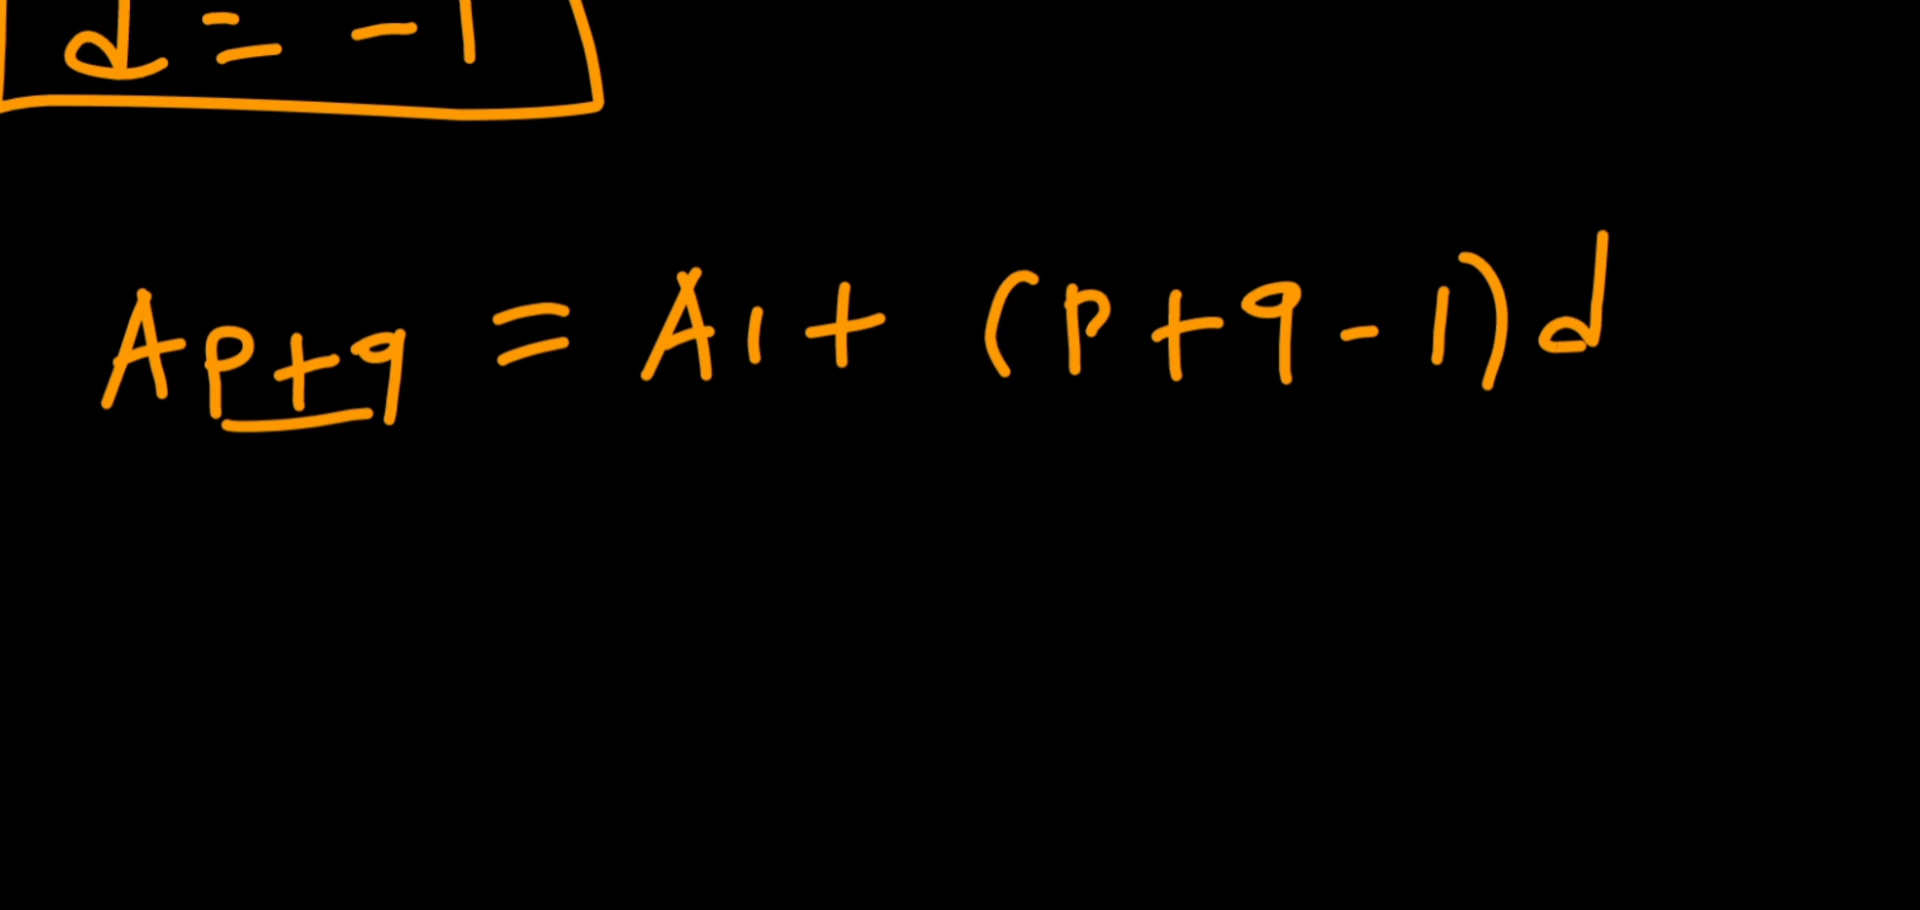 d = - 1
Ap+q = A1 + (p + q - 1)d